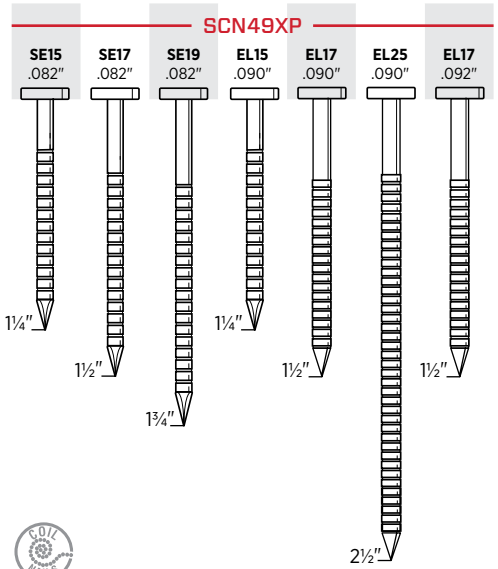 SCN49XP
SE15 SE17 SE19 EL15 EL17 EL25 EL17
.082" .082" .082" .090" .090" .090" .092"
1¼" 1¼"
1½" 1½" 1½"
1¾"
2½"
COIL